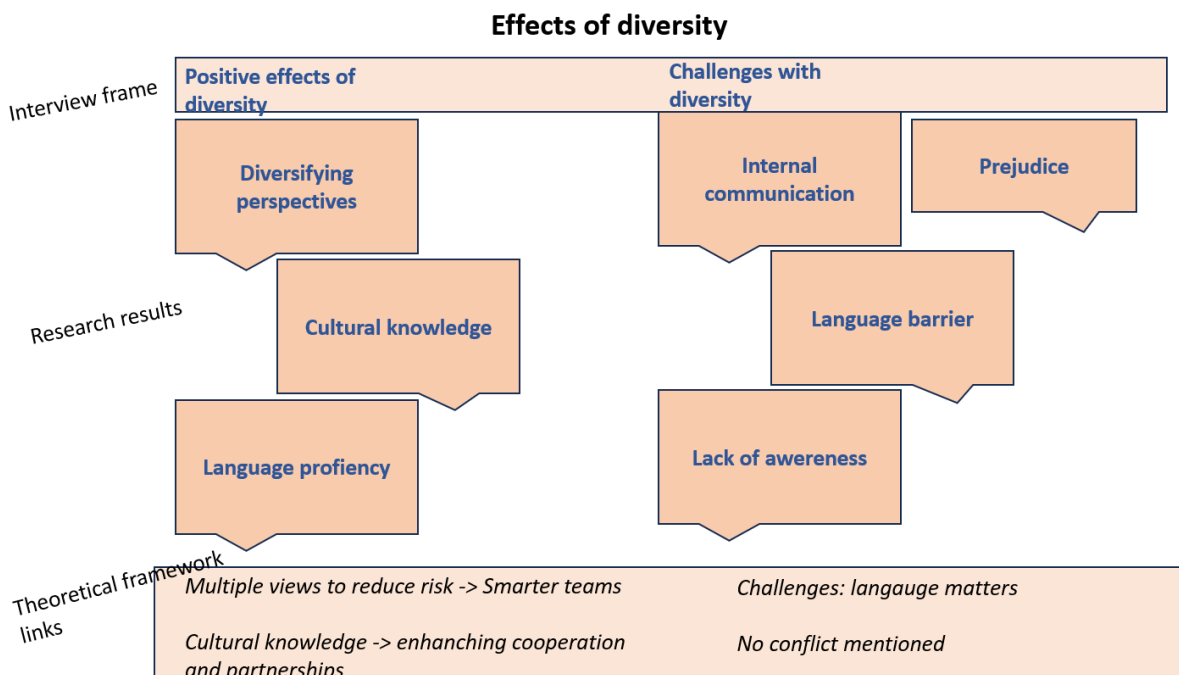 Effects of diversity
Interview frame
Positive effects of
diversity
Challenges with
diversity
Diversifying
perspectives
Internal
communication
Prejudice
Research results
Cultural knowledge
Language barrier
Language profiency
Lack of awereness
Theoretical framework
links
Multiple views to reduce risk -> Smarter teams
Cultural knowledge -> enhanching cooperation
and partnerships
Challenges: langauge matters
No conflict mentioned